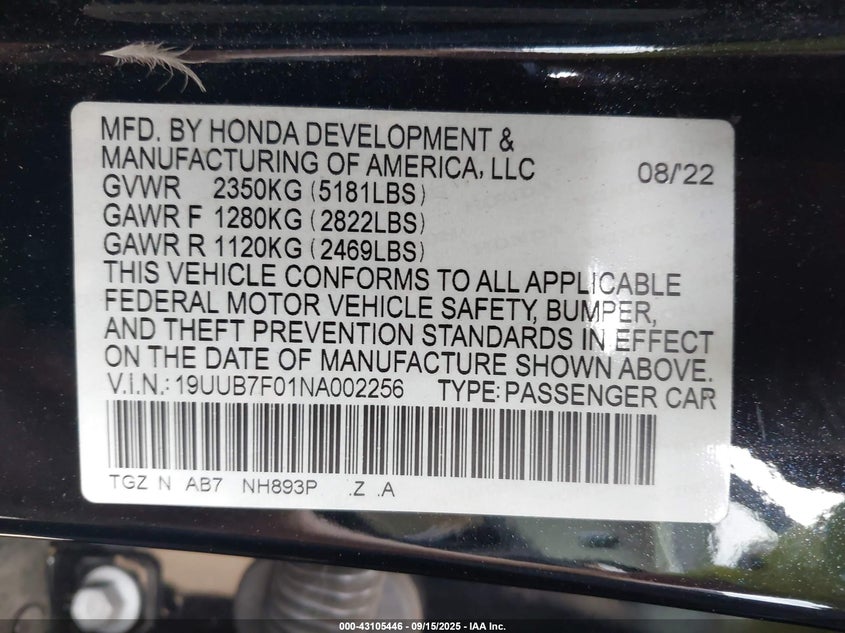 MFD. BY HONDA DEVELOPMENT &
MANUFACTURING OF AMERICA, LLC 08/'22
GVWR 2350KG (5181LBS)
GAWR F 1280KG (2822LBS)
GAWR R 1120KG (2469LBS)
THIS VEHICLE CONFORMS TO ALL APPLICABLE
FEDERAL MOTOR VEHICLE SAFETY, BUMPER,
AND THEFT PREVENTION STANDARDS IN EFFECT
ON THE DATE OF MANUFACTURE SHOWN ABOVE.
V.I.N.: 19UUB7F01NA002256 TYPE: PASSENGER CAR
TGZ N AB7 NH893P .Z .A
000-43105446 - 09/15/2025 - IAA Inc.